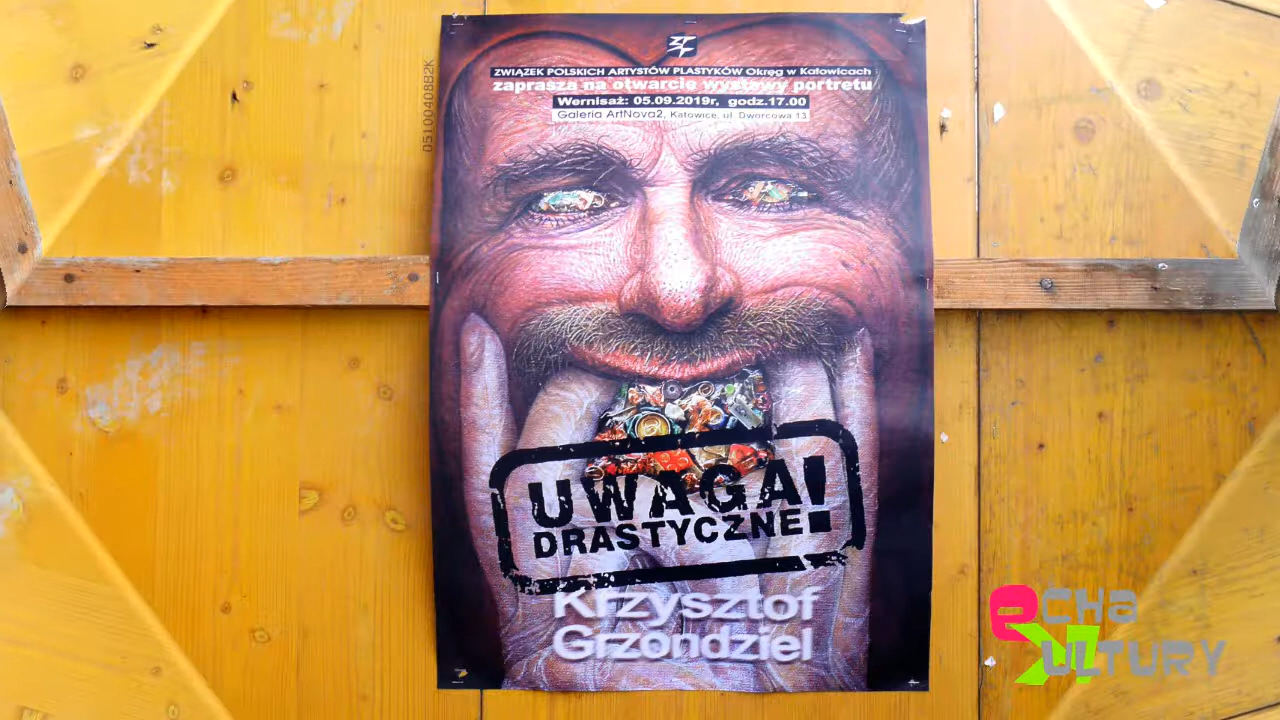 ZWIĄZEK POLSKICH ARTYSTÓW PLASTYKÓW Okręg w Katowicach
zaprasza na otwarcie wystawy portretu
Wernisaż: 05.09.2019r, godz.17.00
Galeria ArtNova2, Katowice, ul. Dworcowa 13
05100408B2K
UWAGA!
DRASTYCZNE
Krzysztof
Grzondziel
eCHa
KULTURY